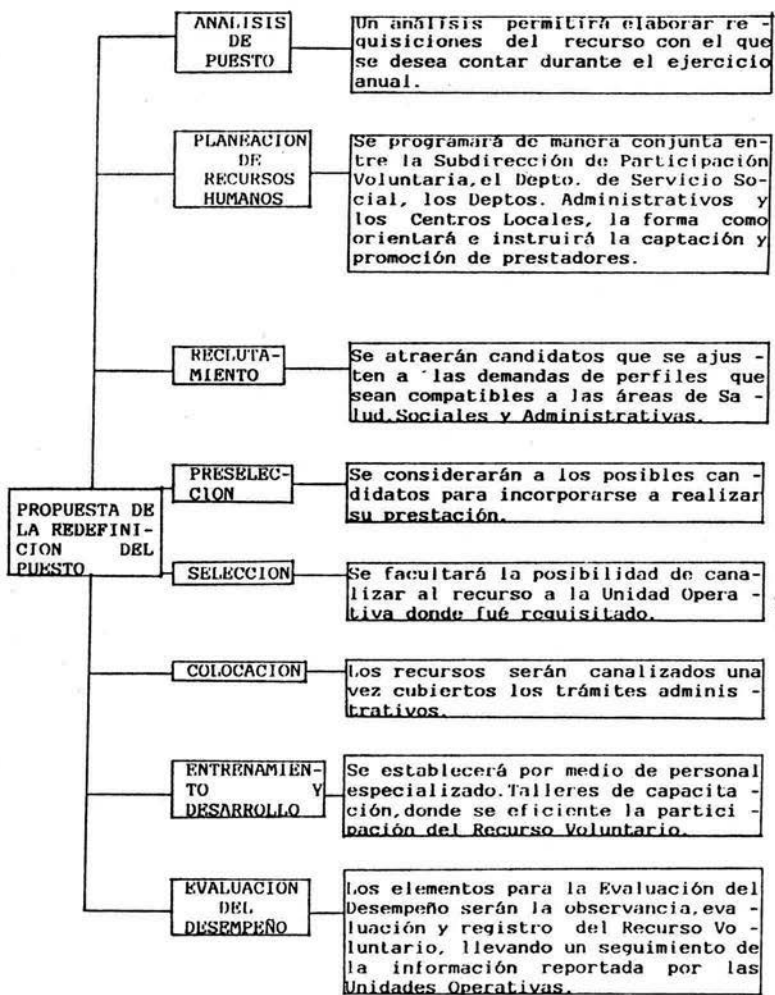 ANALISIS
DE
PUESTO
Un análisis permitirá elaborar re -
quisiciones del recurso con el que
se desea contar durante el ejercicio
anual.
PLANEACION
DE
RECURSOS
HUMANOS
Se programará de manera conjunta en-
tre la Subdirección de Participación
Voluntaria,el Depto. de Servicio So-
cial, los Deptos. Administrativos y
los Centros Locales, la forma como
orientará e instruirá la captación y
promoción de prestadores.
RECLUTA-
MIENTO
Se atraerán candidatos que se ajus -
ten a las demandas de perfiles que
sean compatibles a las áreas de Sa -
lud,Sociales y Administrativas.
PROPUESTA DE
LA REDEFINI-
CION DEL
PUESTO
PRESELEC-
CION
Se considerarán a los posibles can -
didatos para incorporarse a realizar
su prestación.
SELECCION
Se facultará la posibilidad de cana-
lizar al recurso a la Unidad Opera -
tiva donde fué requisitado.
COLOCACION
Los recursos serán canalizados una
vez cubiertos los trámites adminis -
trativos.
ENTRENAMIEN-
TO Y
DESARROLLO
Se establecerá por medio de personal
especializado.Talleres de capacita -
ción,donde se eficiente la partici -
pación del Recurso Voluntario.
EVALUACION
DEL
DESEMPEÑO
Los elementos para la Evaluación del
Desempeño serán la observancia,eva -
luación y registro del Recurso Vo -
luntario, llevando un seguimiento de
la información reportada por las
Unidades Operativas.